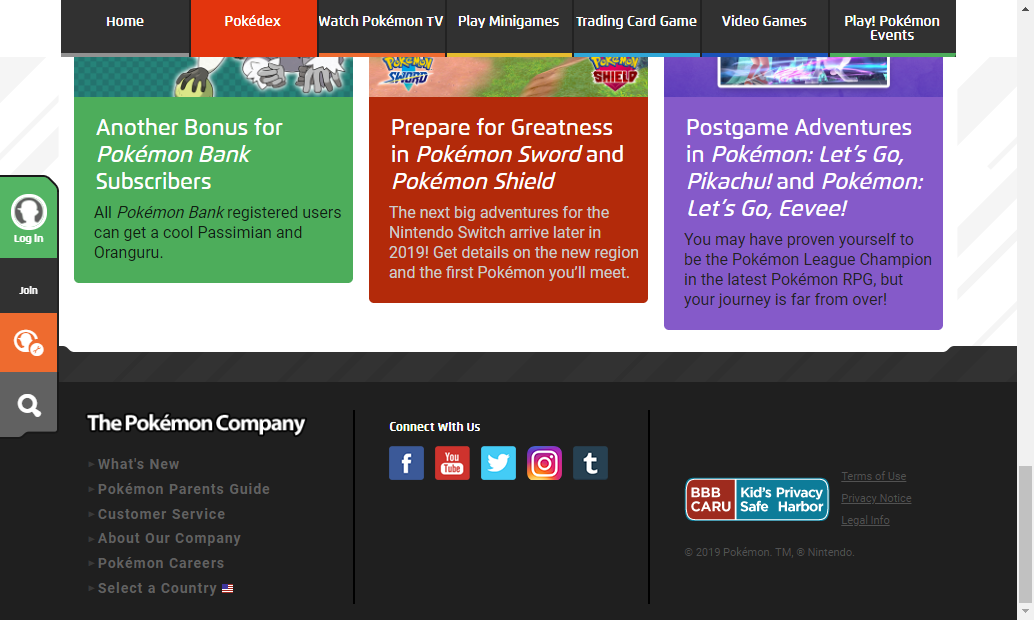 Home
Pokédex
Watch Pokémon TV
Play Minigames
Trading Card Game
Video Games
Play! Pokémon
Events
POKÉMON
SWORD
POKÉMON
SHIELD
Another Bonus for
Pokémon Bank
Subscribers
All Pokémon Bank registered users
can get a cool Passimian and
Oranguru.
Prepare for Greatness
in Pokémon Sword and
Pokémon Shield
The next big adventures for the
Nintendo Switch arrive later in
2019! Get details on the new region
and the first Pokémon you’ll meet.
Postgame Adventures
in Pokémon: Let’s Go,
Pikachu! and Pokémon:
Let’s Go, Eevee!
You may have proven yourself to
be the Pokémon League Champion
in the latest Pokémon RPG, but
your journey is far from over!
Log In
Join
The Pokémon Company
What's New
Pokémon Parents Guide
Customer Service
About Our Company
Pokémon Careers
Select a Country
Connect With Us
f
You
Tube
t
BBB
CARU
Kid's Privacy
Safe Harbor
Terms of Use
Privacy Notice
Legal Info
© 2019 Pokémon. TM, ® Nintendo.